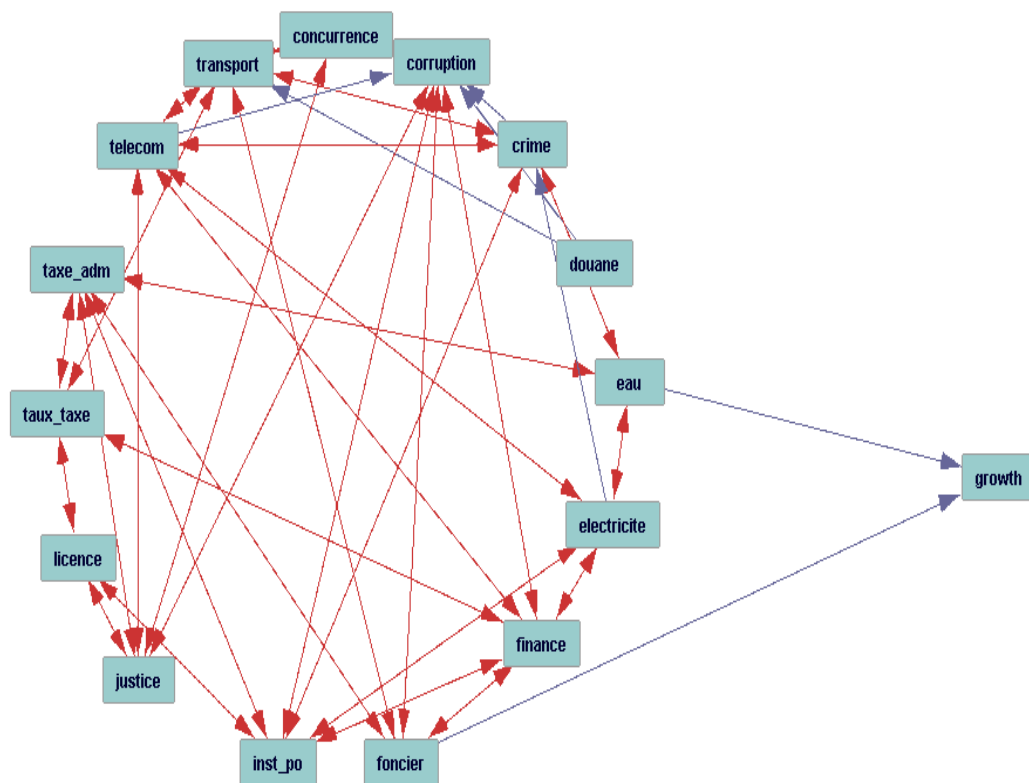 concurrence
transport
corruption
telecom
crime
taxe_adm
douane
eau
taux_taxe
growth
electricite
licence
finance
justice
inst_po
foncier